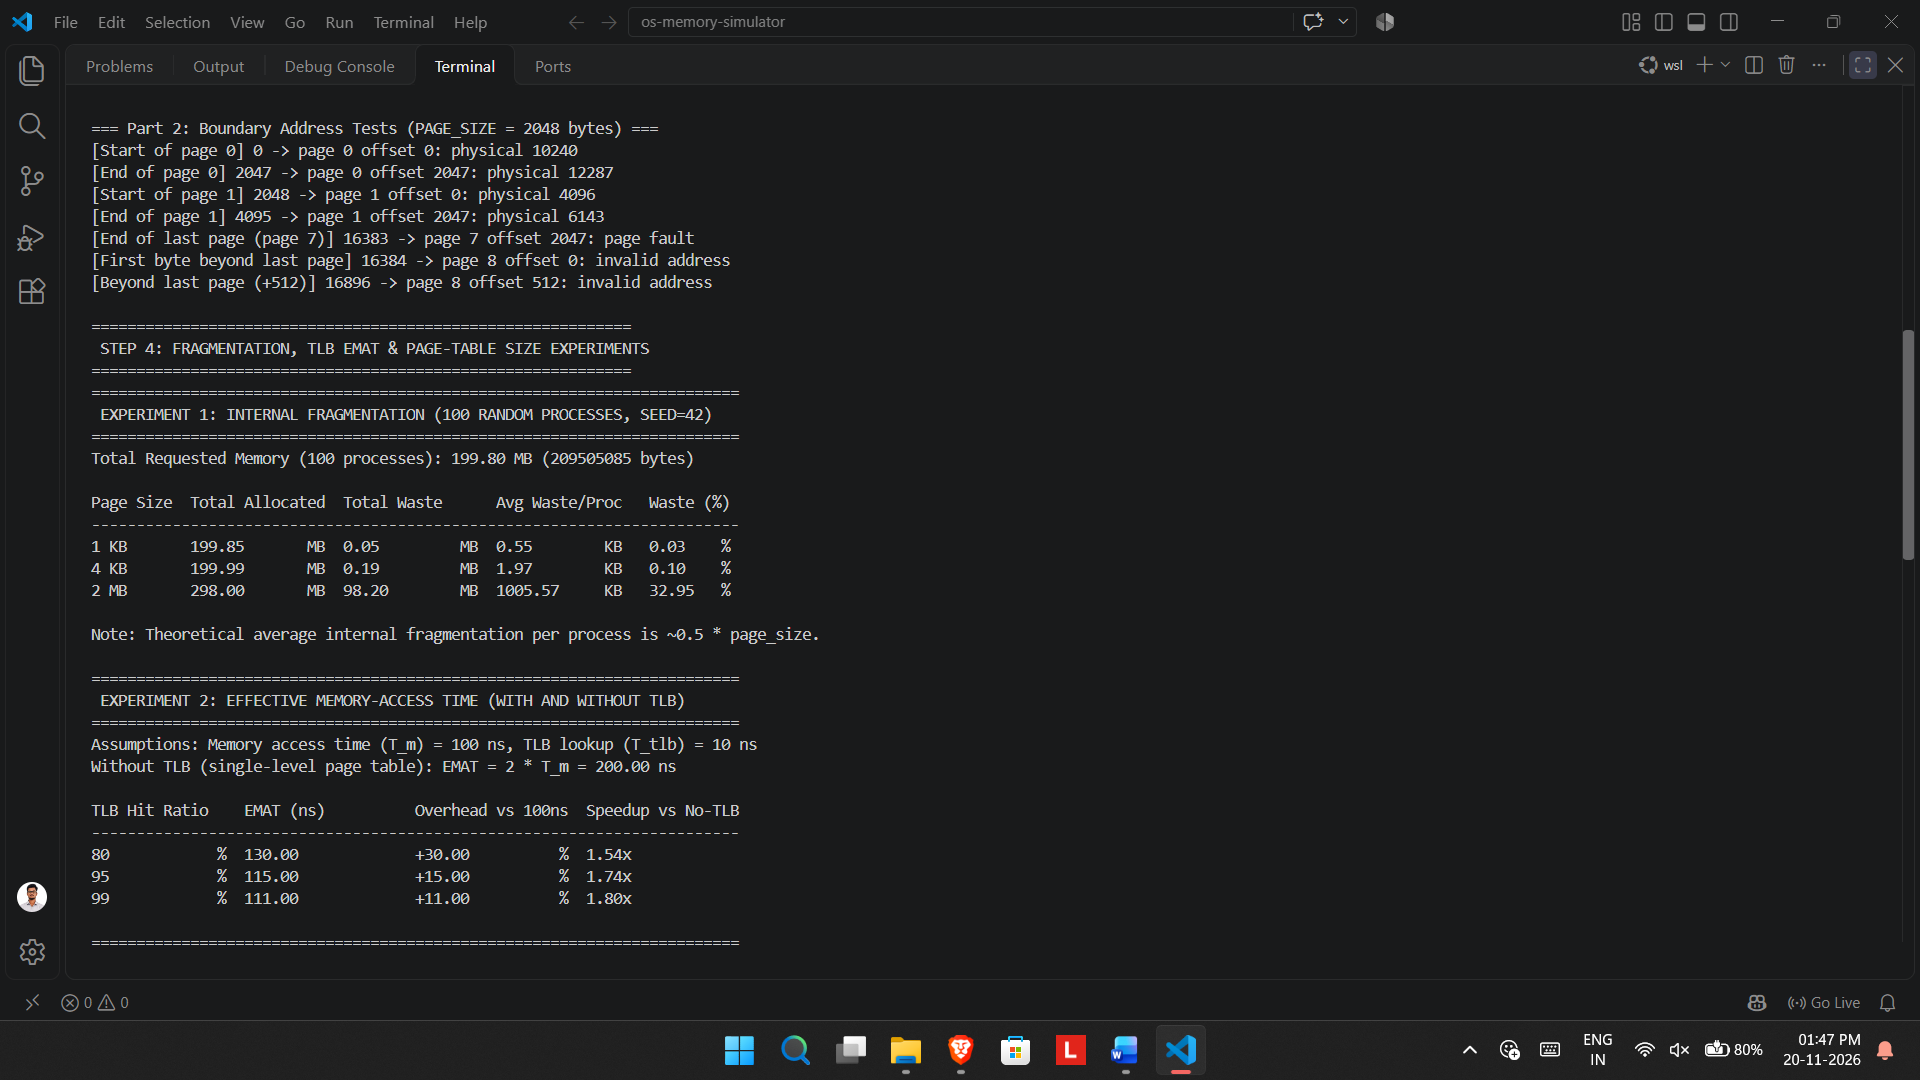 File Edit Selection View Go Run Terminal Help
os-memory-simulator
Problems Output Debug Console Terminal Ports
wsl
=== Part 2: Boundary Address Tests (PAGE_SIZE = 2048 bytes) ===
[Start of page 0] 0 -> page 0 offset 0: physical 10240
[End of page 0] 2047 -> page 0 offset 2047: physical 12287
[Start of page 1] 2048 -> page 1 offset 0: physical 4096
[End of page 1] 4095 -> page 1 offset 2047: physical 6143
[End of last page (page 7)] 16383 -> page 7 offset 2047: page fault
[First byte beyond last page] 16384 -> page 8 offset 0: invalid address
[Beyond last page (+512)] 16896 -> page 8 offset 512: invalid address
============================================================
STEP 4: FRAGMENTATION, TLB EMAT & PAGE-TABLE SIZE EXPERIMENTS
============================================================
========================================================================
EXPERIMENT 1: INTERNAL FRAGMENTATION (100 RANDOM PROCESSES, SEED=42)
========================================================================
Total Requested Memory (100 processes): 199.80 MB (209505085 bytes)
Page Size Total Allocated Total Waste Avg Waste/Proc Waste (%)
------------------------------------------------------------------------
1 KB 199.85 MB 0.05 MB 0.55 KB 0.03 %
4 KB 199.99 MB 0.19 MB 1.97 KB 0.10 %
2 MB 298.00 MB 98.20 MB 1005.57 KB 32.95 %
Note: Theoretical average internal fragmentation per process is ~0.5 * page_size.
========================================================================
EXPERIMENT 2: EFFECTIVE MEMORY-ACCESS TIME (WITH AND WITHOUT TLB)
========================================================================
Assumptions: Memory access time (T_m) = 100 ns, TLB lookup (T_tlb) = 10 ns
Without TLB (single-level page table): EMAT = 2 * T_m = 200.00 ns
TLB Hit Ratio EMAT (ns) Overhead vs 100ns Speedup vs No-TLB
------------------------------------------------------------------------
80 % 130.00 +30.00 % 1.54x
95 % 115.00 +15.00 % 1.74x
99 % 111.00 +11.00 % 1.80x
========================================================================
0 0
Go Live
L
W
ENG
IN
80%
01:47 PM
20-11-2026